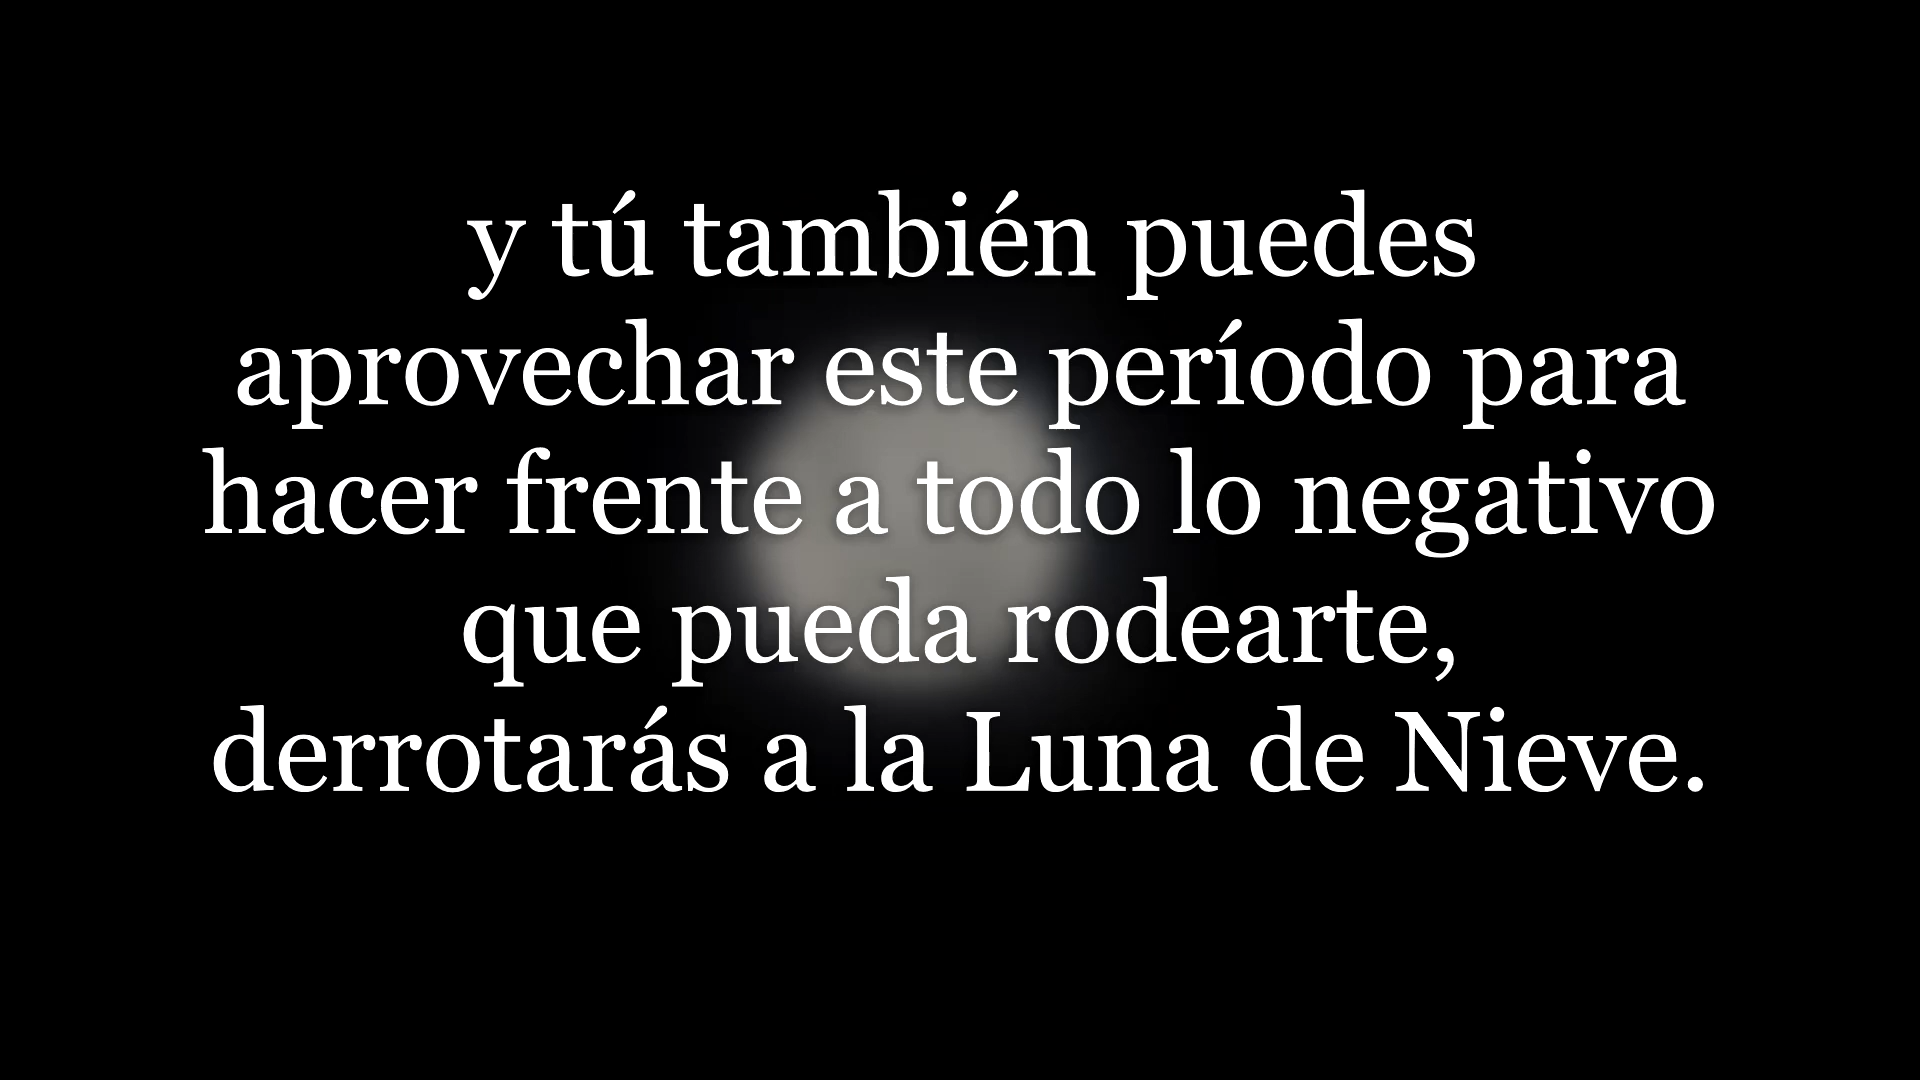 y tú también puedes
aprovechar este período para
hacer frente a todo lo negativo
que pueda rodearte,
derrotarás a la Luna de Nieve.